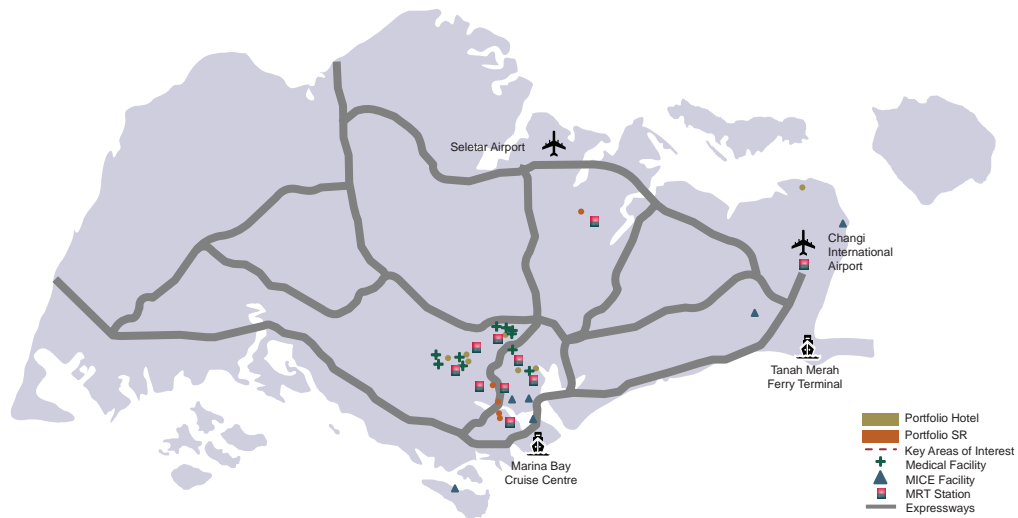 Seletar Airport
Changi
International
Airport
Tanah Merah
Ferry Terminal
Marina Bay
Cruise Centre
Portfolio Hotel
Portfolio SR
Key Areas of Interest
Medical Facility
MICE Facility
MRT Station
Expressways